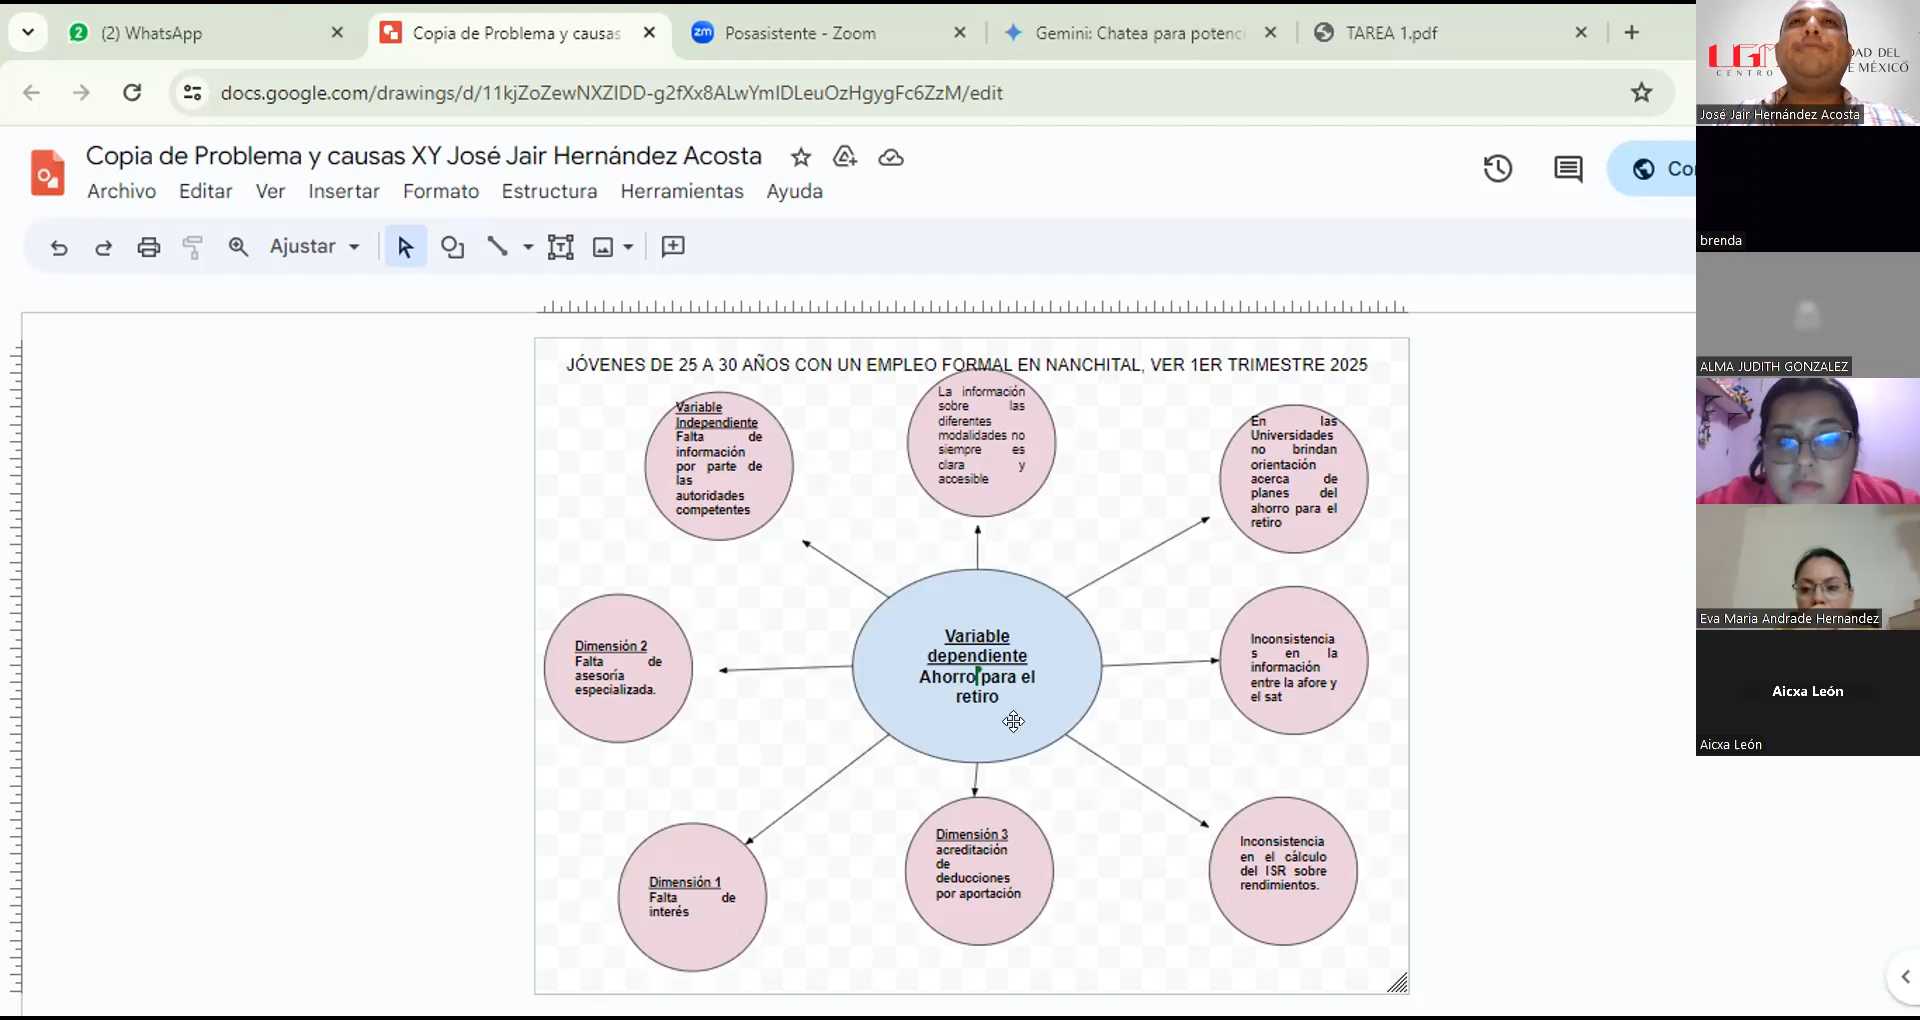 (2) WhatsApp
Copia de Problema y causas
Posasistente - Zoom
Gemini: Chatea para potenci
TAREA 1.pdf
docs.google.com/drawings/d/11kjZoZewNXZIDD-g2fXx8ALwYmIDLeuOzHgygFc6ZzM/edit
Copia de Problema y causas XY José Jair Hernández Acosta
Archivo Editar Ver Insertar Formato Estructura Herramientas Ayuda
Ajustar
JÓVENES DE 25 A 30 AÑOS CON UN EMPLEO FORMAL EN NANCHITAL, VER 1ER TRIMESTRE 2025
Variable
Independiente
Falta de
información
por parte de
las
autoridades
competentes
La información
sobre las
diferentes
modalidades no
siempre es
clara y
accesible
En las
Universidades
no brindan
orientación
acerca de
planes del
ahorro para el
retiro
Dimensión 2
Falta de
asesoría
especializada.
Variable
dependiente
Ahorro para el
retiro
Inconsistencia
s en la
información
entre la afore y
el sat
Dimensión 1
Falta de
interés
Dimensión 3
acreditación
de
deducciones
por aportación
Inconsistencia
en el cálculo
del ISR sobre
rendimientos.
DAD DEL
CENTRO
E MÉXICO
José Jair Hernández Acosta
brenda
ALMA JUDITH GONZALEZ
Eva Maria Andrade Hernandez
Aicxa León
Aicxa León